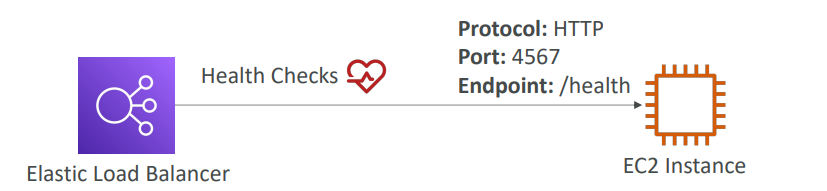 Protocol: HTTP
Port: 4567
Endpoint: /health
Health Checks
Elastic Load Balancer
EC2 Instance